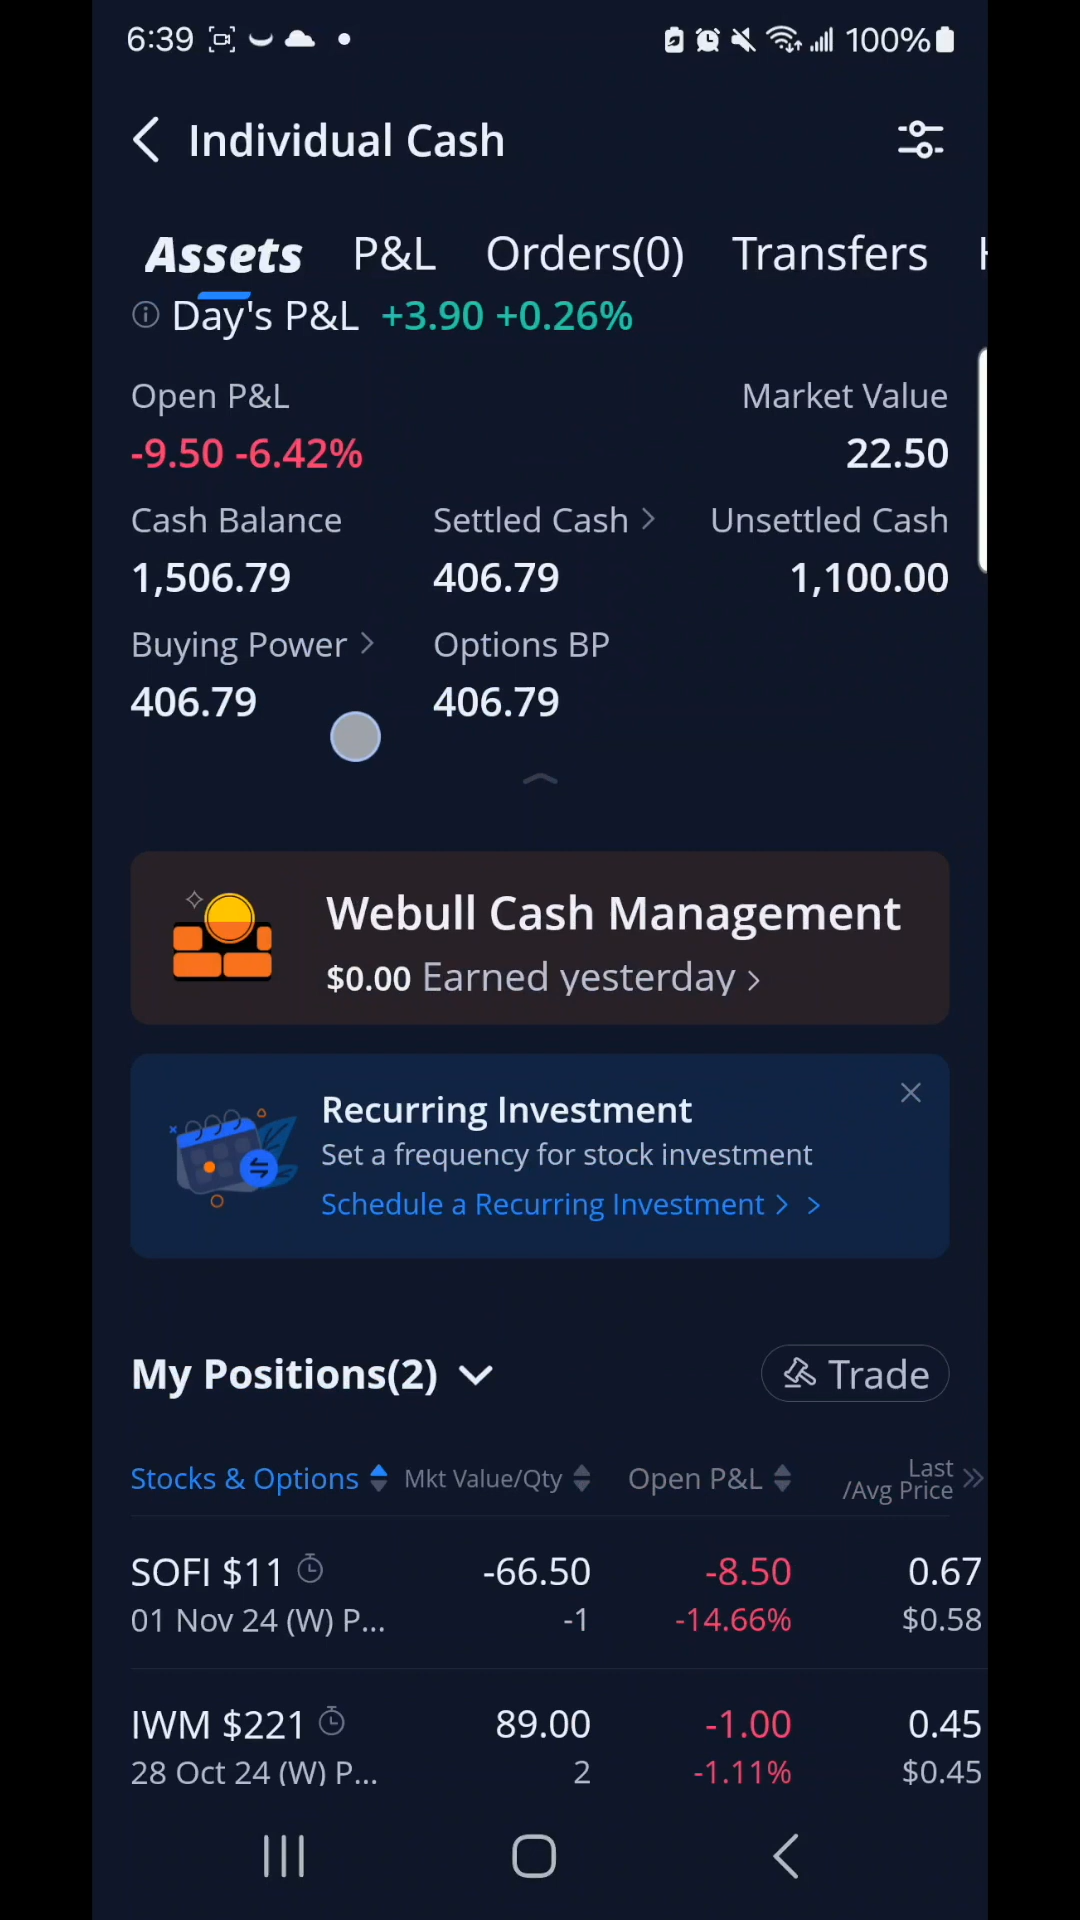 6:39 100%
Individual Cash
Assets P&L Orders(0) Transfers
Day's P&L +3.90 +0.26%
Open P&L Market Value
-9.50 -6.42% 22.50
Cash Balance Settled Cash > Unsettled Cash
1,506.79 406.79 1,100.00
Buying Power > Options BP
406.79 406.79
Webull Cash Management
$0.00 Earned yesterday >
Recurring Investment
Set a frequency for stock investment
Schedule a Recurring Investment > >
My Positions(2) Trade
Stocks & Options Mkt Value/Qty Open P&L Last /Avg Price
SOFI $11 -66.50 -8.50 0.67
01 Nov 24 (W) P... -1 -14.66% $0.58
IWM $221 89.00 -1.00 0.45
28 Oct 24 (W) P... 2 -1.11% $0.45